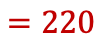 = 220